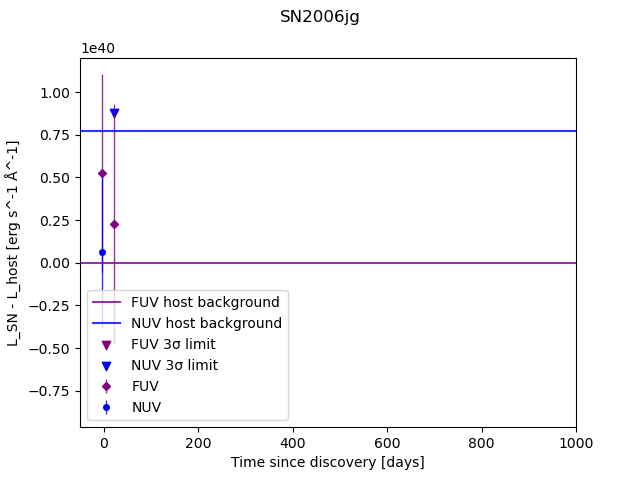 SN2006jg
1e40
L_SN - L_host [erg s^-1 Å^-1]
1.00
0.75
0.50
0.25
0.00
−0.25
−0.50
−0.75
FUV host background
NUV host background
FUV 3σ limit
NUV 3σ limit
FUV
NUV
0 200 400 600 800 1000
Time since discovery [days]